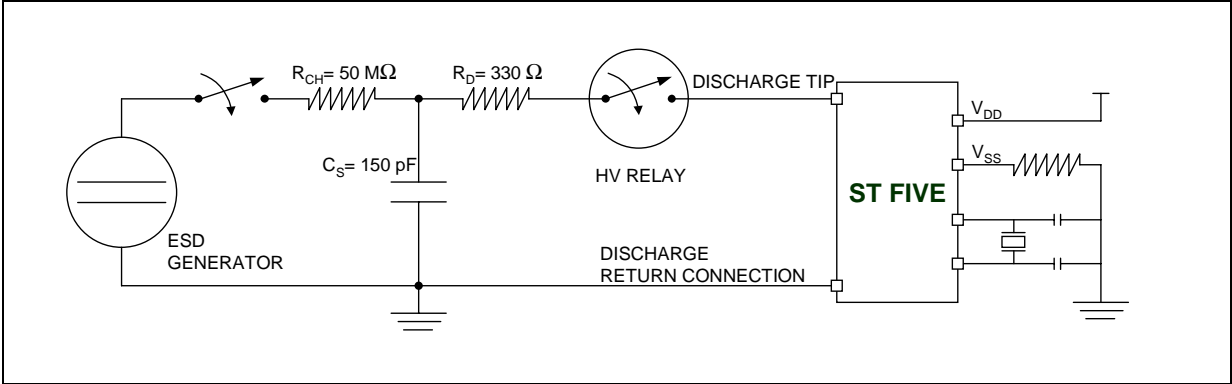 R_CH= 50 MΩ
R_D= 330 Ω
DISCHARGE TIP
V_DD
C_S= 150 pF
HV RELAY
V_SS
ST FIVE
ESD
GENERATOR
DISCHARGE
RETURN CONNECTION